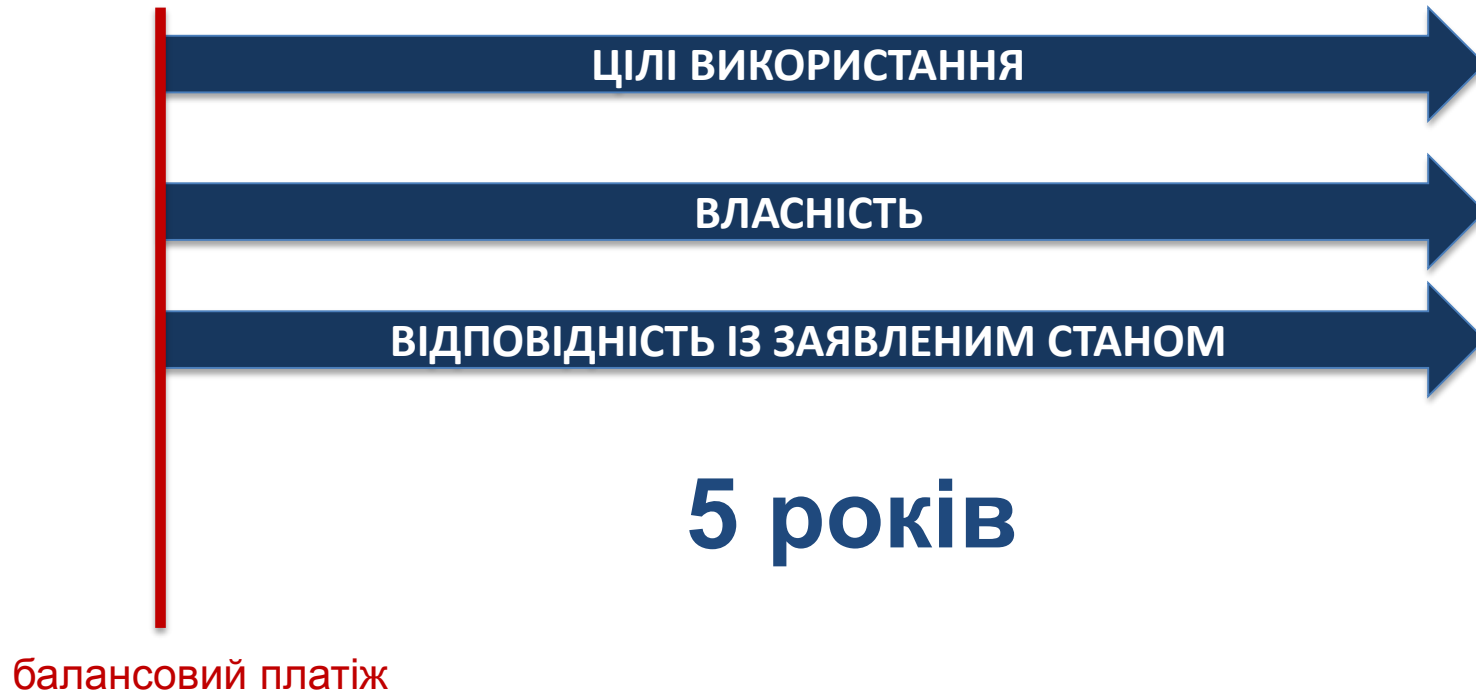 ЦІЛІ ВИКОРИСТАННЯ
ВЛАСНІСТЬ
ВІДПОВІДНІСТЬ ІЗ ЗАЯВЛЕНИМ СТАНОМ
5 років
балансовий платіж